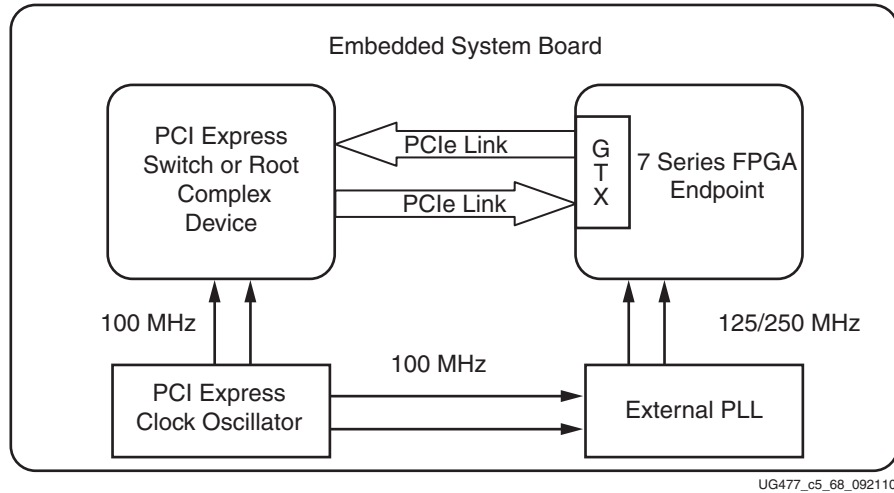 Embedded System Board
PCI Express
Switch or Root
Complex
Device
PCIe Link
PCIe Link
G
T
X
7 Series FPGA
Endpoint
100 MHz
125/250 MHz
PCI Express
Clock Oscillator
100 MHz
External PLL
UG477_c5_68_092110